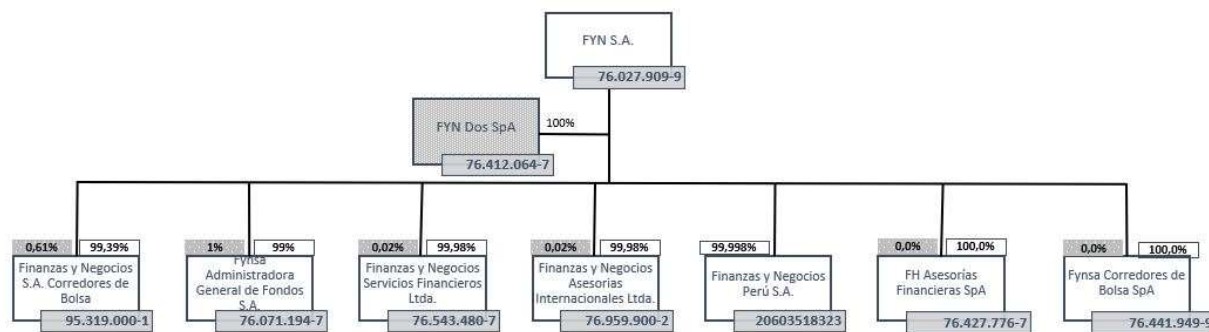 FYN S.A.
76.027.909-9
FYN Dos SpA
100%
76.412.064-7
0,61% 99,39%
Finanzas y Negocios
S.A. Corredores de
Bolsa
95.319.000-1
1% 99%
Fynsa
Administradora
General de Fondos
S.A.
76.071.194-7
0,02% 99,98%
Finanzas y Negocios
Servicios Financieros
Ltda.
76.543.480-7
0,02% 99,98%
Finanzas y Negocios
Asesorias
Internacionales Ltda.
76.959.900-2
99,998%
Finanzas y Negocios
Perú S.A.
20603518323
0,0% 100,0%
FH Asesorías
Financieras SpA
76.427.776-7
0,0% 100,0%
Fynsa Corredores de
Bolsa SpA
76.441.949-9